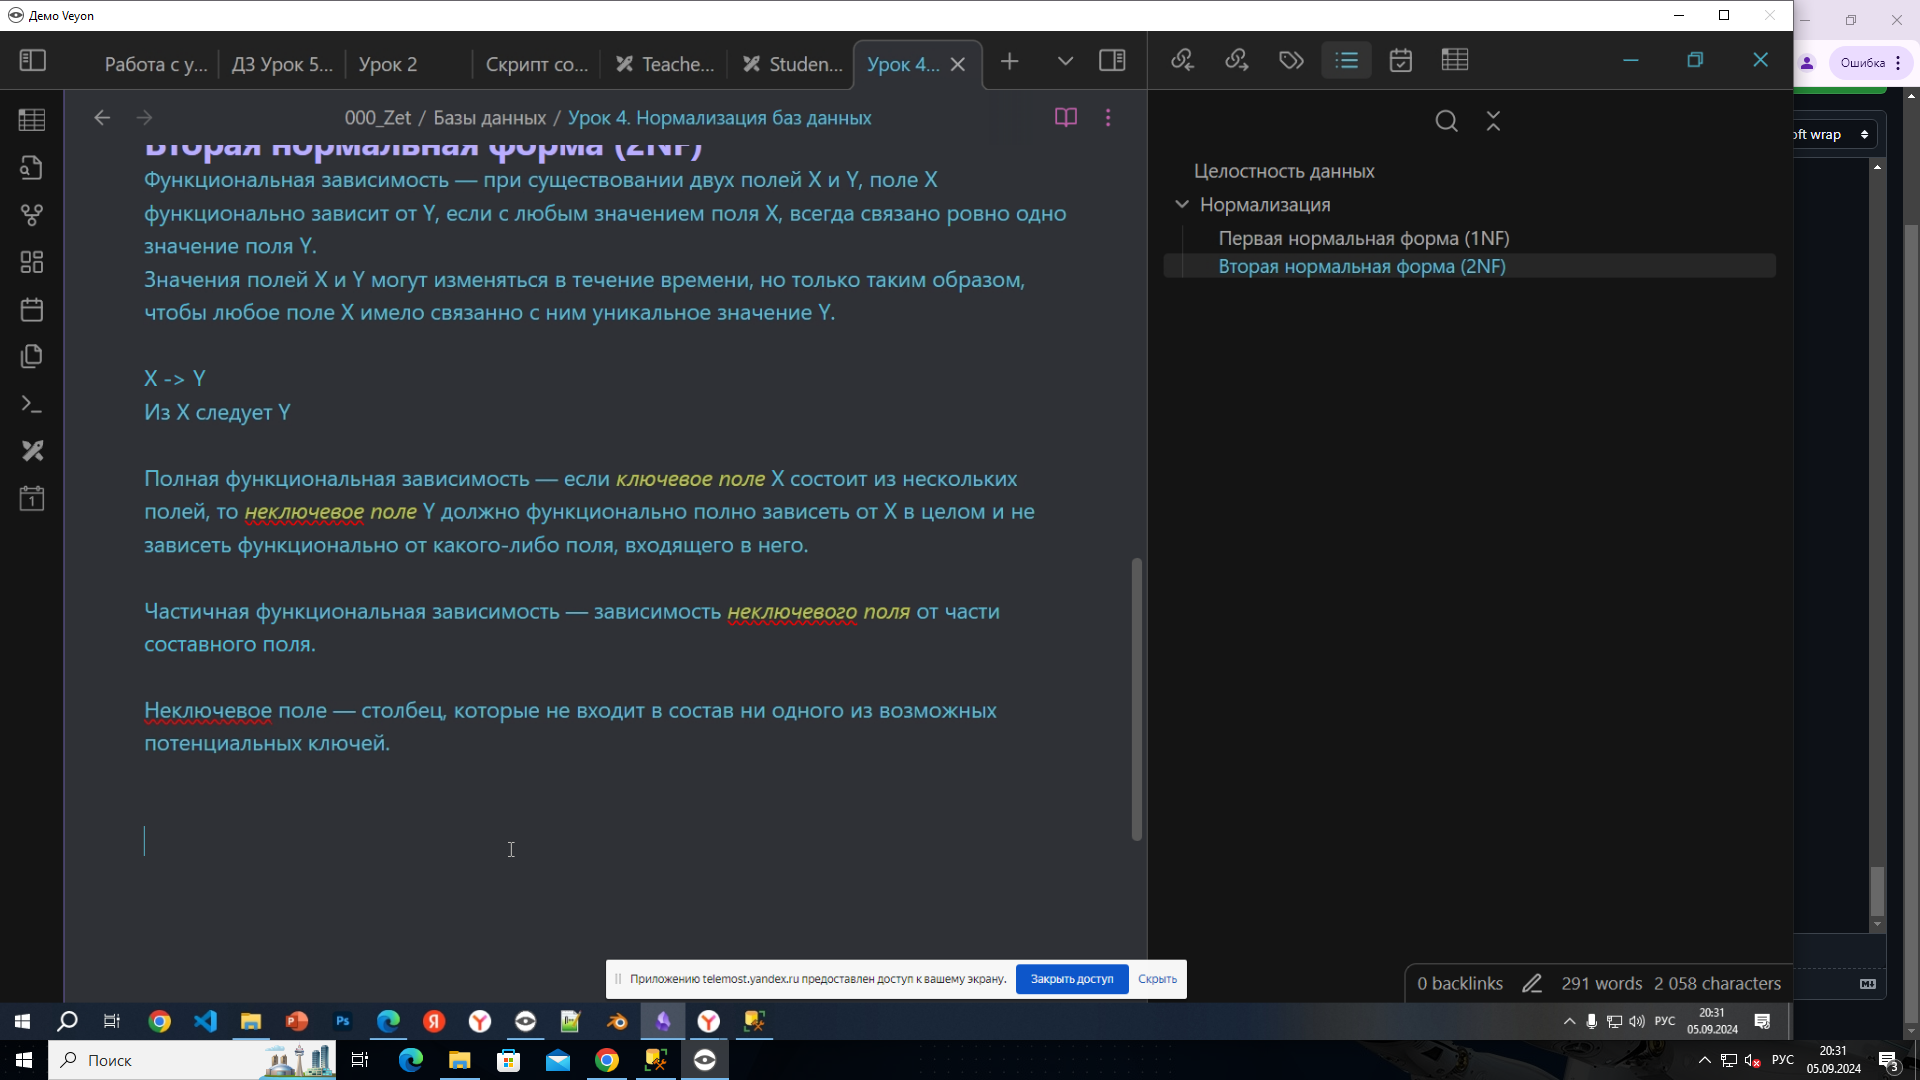 Демо Veyon
Работа с у...
ДЗ Урок 5...
Урок 2
Скрипт со...
Teache...
Studen...
Урок 4...
Ошибка
000_Zet / Базы данных / Урок 4. Нормализация баз данных
oft wrap
Вторая нормальная форма (2NF)
Функциональная зависимость — при существовании двух полей X и Y, поле X
функционально зависит от Y, если с любым значением поля X, всегда связано ровно одно
значение поля Y.
Значения полей X и Y могут изменяться в течение времени, но только таким образом,
чтобы любое поле X имело связанно с ним уникальное значение Y.
X -> Y
Из X следует Y
Полная функциональная зависимость — если ключевое поле X состоит из нескольких
полей, то неключевое поле Y должно функционально полно зависеть от X в целом и не
зависеть функционально от какого-либо поля, входящего в него.
Частичная функциональная зависимость — зависимость неключевого поля от части
составного поля.
Неключевое поле — столбец, которые не входит в состав ни одного из возможных
потенциальных ключей.
Целостность данных
Нормализация
Первая нормальная форма (1NF)
Вторая нормальная форма (2NF)
Приложению telemost.yandex.ru предоставлен доступ к вашему экрану.
Закрыть доступ
Скрыть
0 backlinks
291 words
2 058 characters
РУС
20:31
05.09.2024
Поиск
РУС
20:31
05.09.2024
3